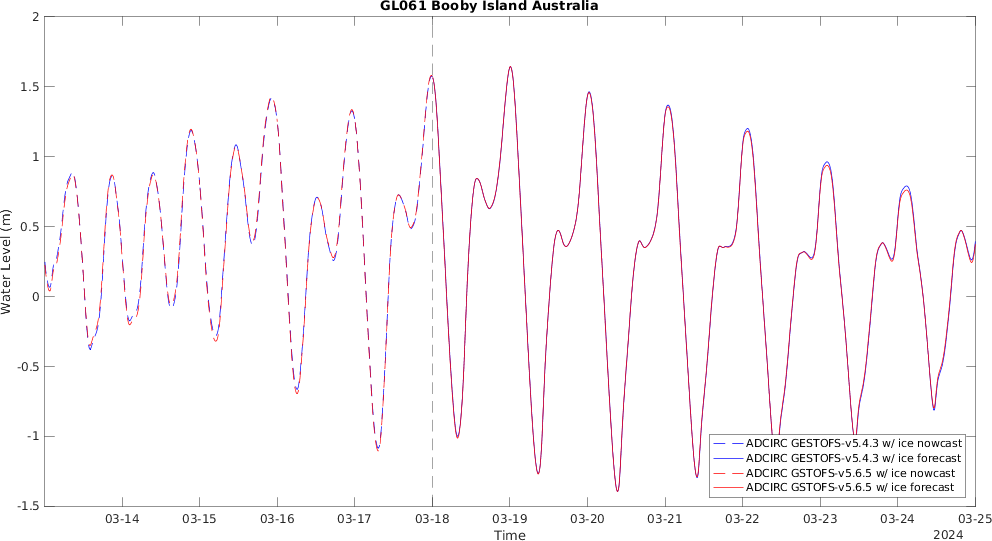 GL061 Booby Island Australia
2
1.5
1
0.5
0
-0.5
-1
-1.5
Water Level (m)
ADCIRC GESTOFS-v5.4.3 w/ ice nowcast
ADCIRC GESTOFS-v5.4.3 w/ ice forecast
ADCIRC GSTOFS-v5.6.5 w/ ice nowcast
ADCIRC GSTOFS-v5.6.5 w/ ice forecast
03-14 03-15 03-16 03-17 03-18 03-19 03-20 03-21 03-22 03-23 03-24 03-25
Time
2024